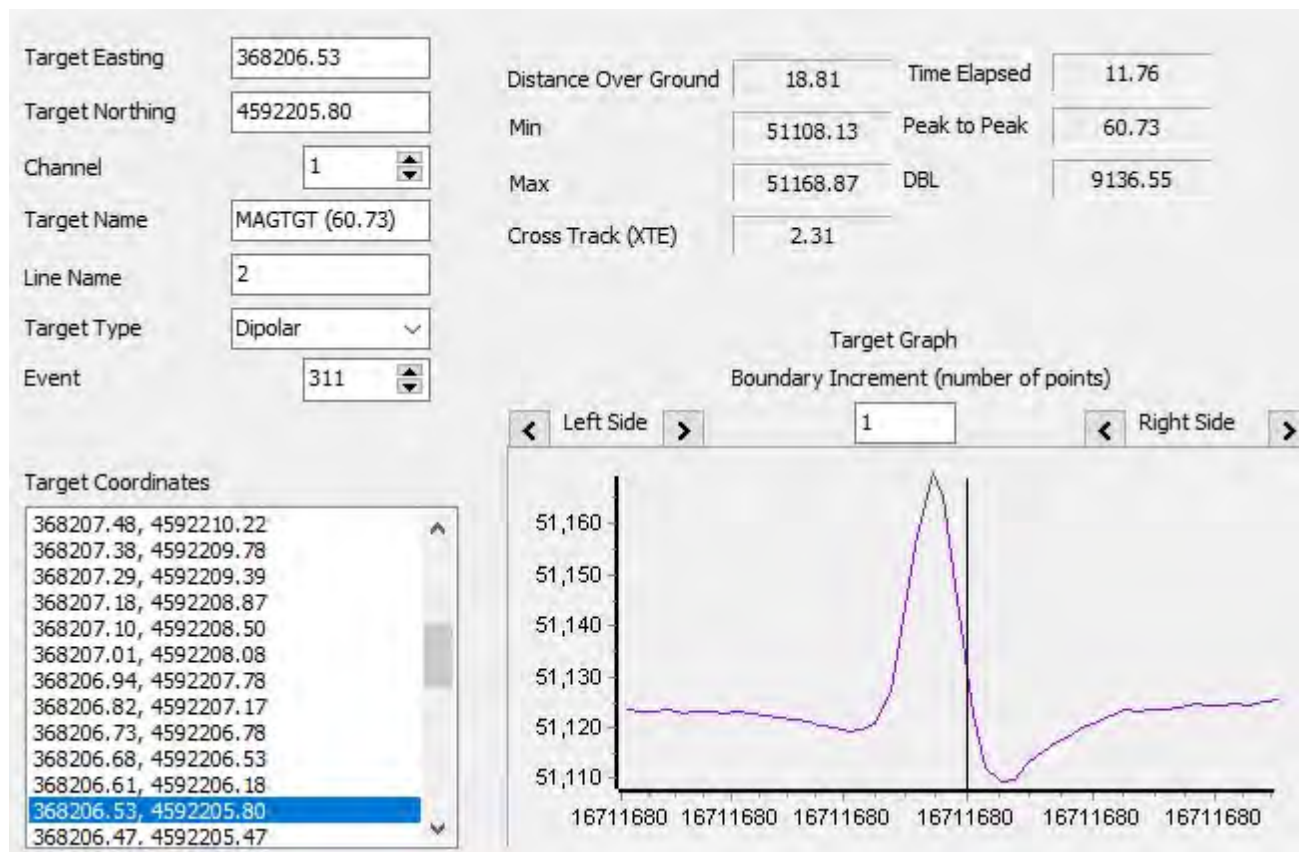 Target Easting 368206.53
Target Northing 4592205.80
Channel 1
Target Name MAGTGT (60.73)
Line Name 2
Target Type Dipolar
Event 311
Distance Over Ground 18.81 Time Elapsed 11.76
Min 51108.13 Peak to Peak 60.73
Max 51168.87 DBL 9136.55
Cross Track (XTE) 2.31
Target Graph
Boundary Increment (number of points)
Left Side 1 Right Side
Target Coordinates
368207.48, 4592210.22
368207.38, 4592209.78
368207.29, 4592209.39
368207.18, 4592208.87
368207.10, 4592208.50
368207.01, 4592208.08
368206.94, 4592207.78
368206.82, 4592207.17
368206.73, 4592206.78
368206.68, 4592206.53
368206.61, 4592206.18
368206.53, 4592205.80
368206.47, 4592205.47
51,160
51,150
51,140
51,130
51,120
51,110
16711680 16711680 16711680 16711680 16711680 16711680